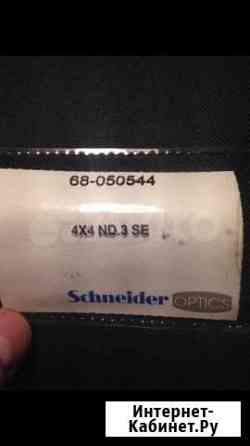 68-050544
4X4 ND.3 SE
Schneider OPTICS
Интернет-
Кабинет.Ру